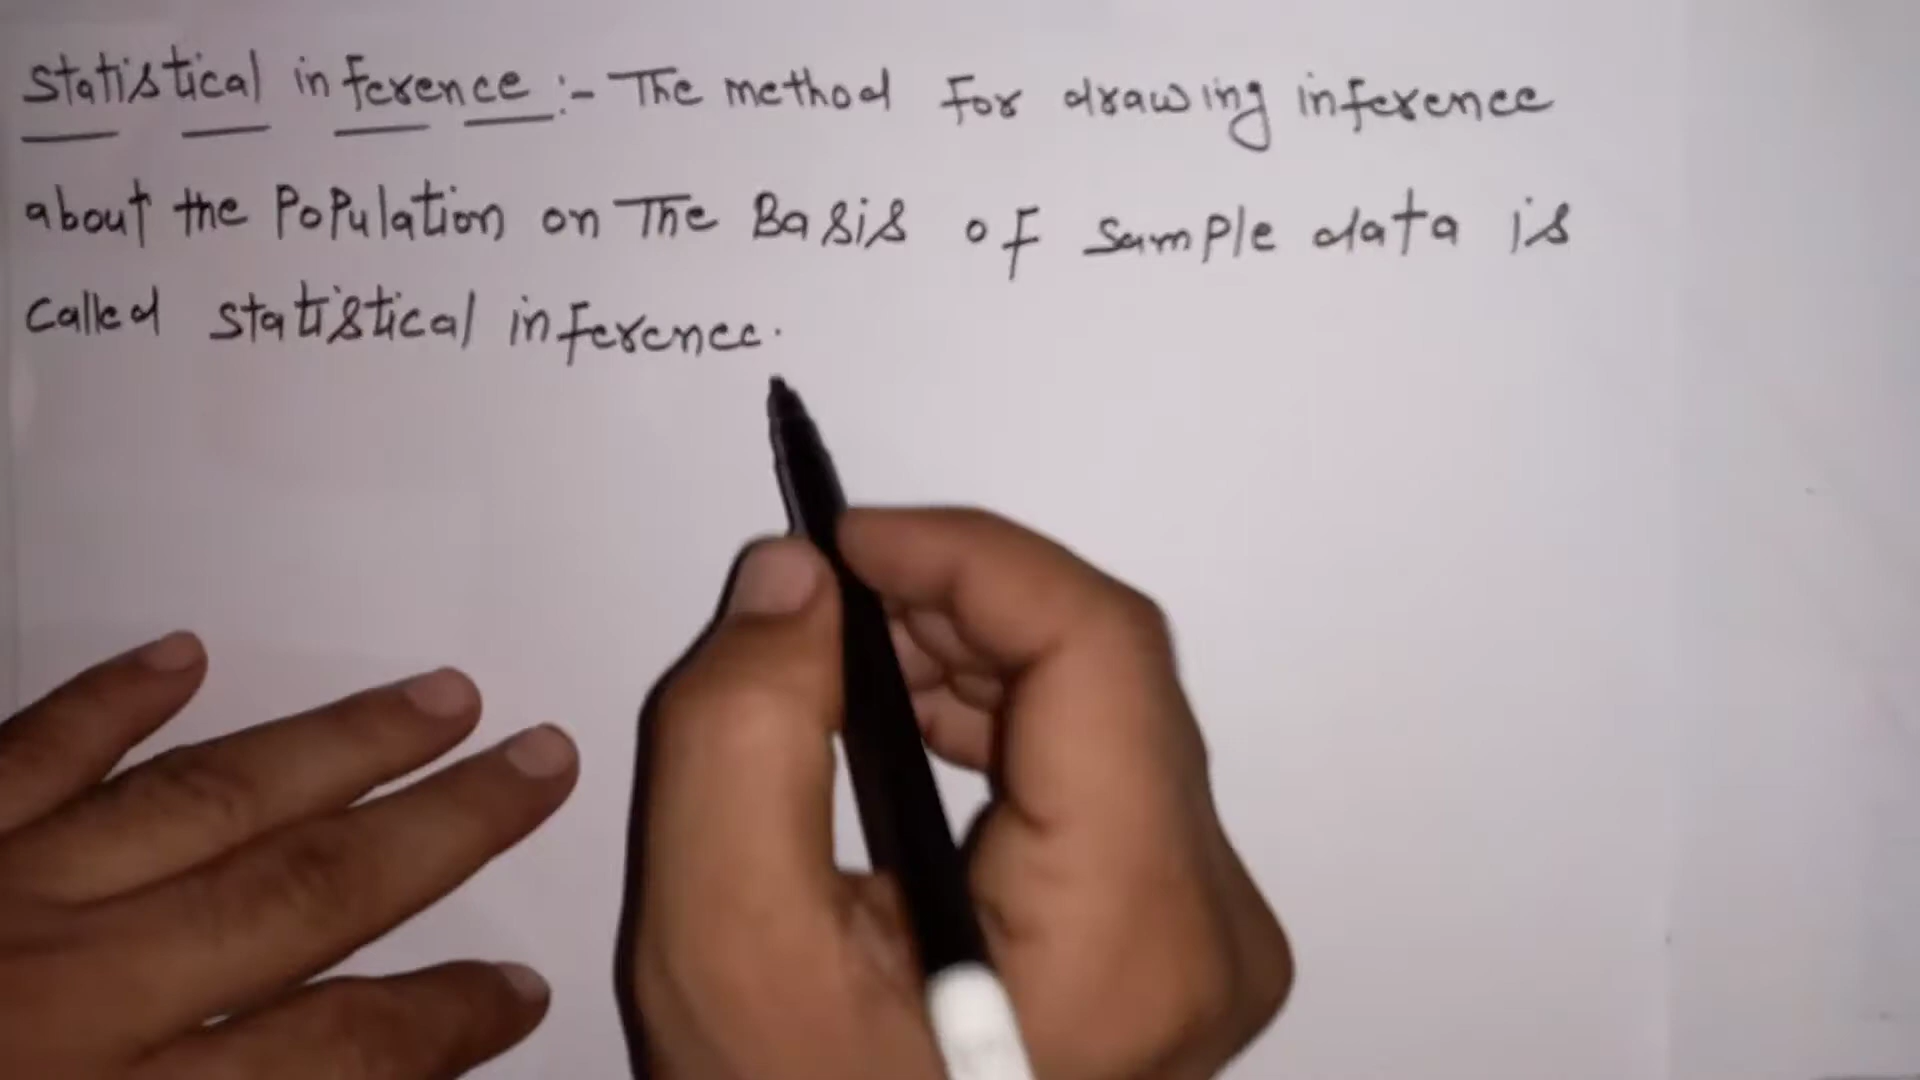 Statistical inference :- The method For drawing inference
about the Population on The Basis of sample data is
called statistical inference.